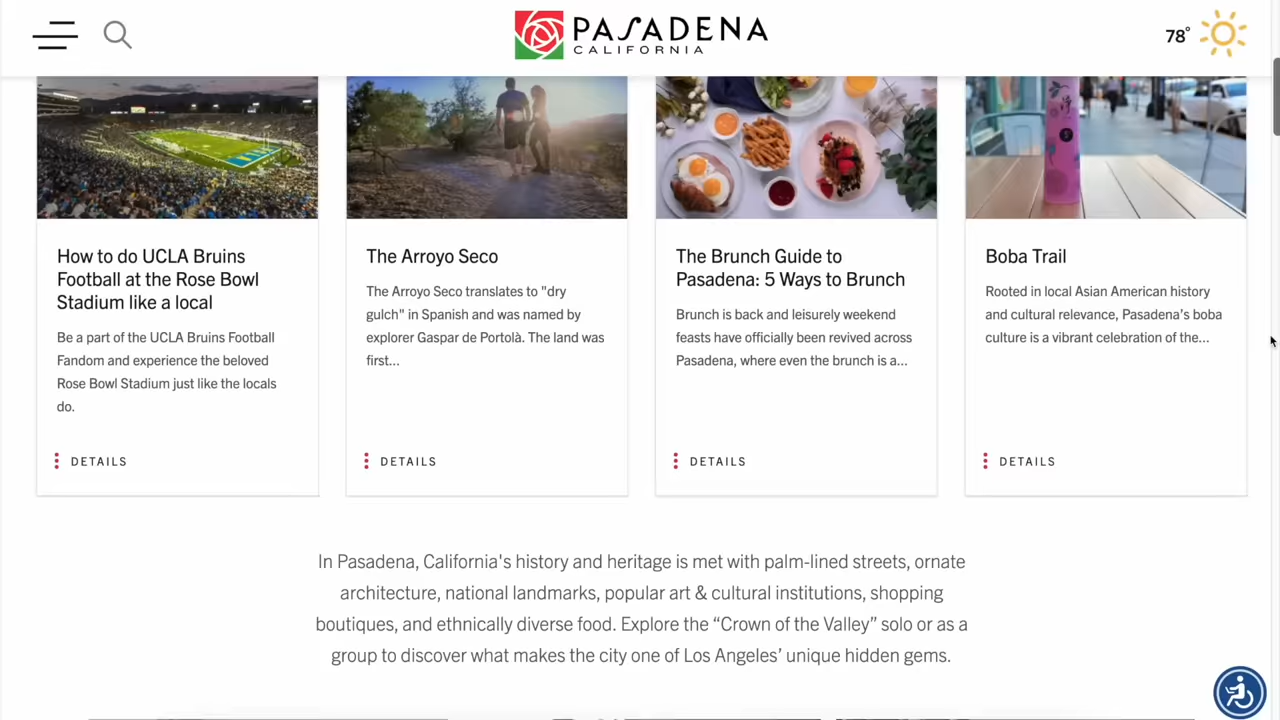 PASADENA
CALIFORNIA
78°
How to do UCLA Bruins
Football at the Rose Bowl
Stadium like a local
Be a part of the UCLA Bruins Football
Fandom and experience the beloved
Rose Bowl Stadium just like the locals
do.
DETAILS
The Arroyo Seco
The Arroyo Seco translates to "dry
gulch" in Spanish and was named by
explorer Gaspar de Portolà. The land was
first...
DETAILS
The Brunch Guide to
Pasadena: 5 Ways to Brunch
Brunch is back and leisurely weekend
feasts have officially been revived across
Pasadena, where even the brunch is a...
DETAILS
Boba Trail
Rooted in local Asian American history
and cultural relevance, Pasadena's boba
culture is a vibrant celebration of the...
DETAILS
In Pasadena, California's history and heritage is met with palm-lined streets, ornate
architecture, national landmarks, popular art & cultural institutions, shopping
boutiques, and ethnically diverse food. Explore the “Crown of the Valley” solo or as a
group to discover what makes the city one of Los Angeles’ unique hidden gems.